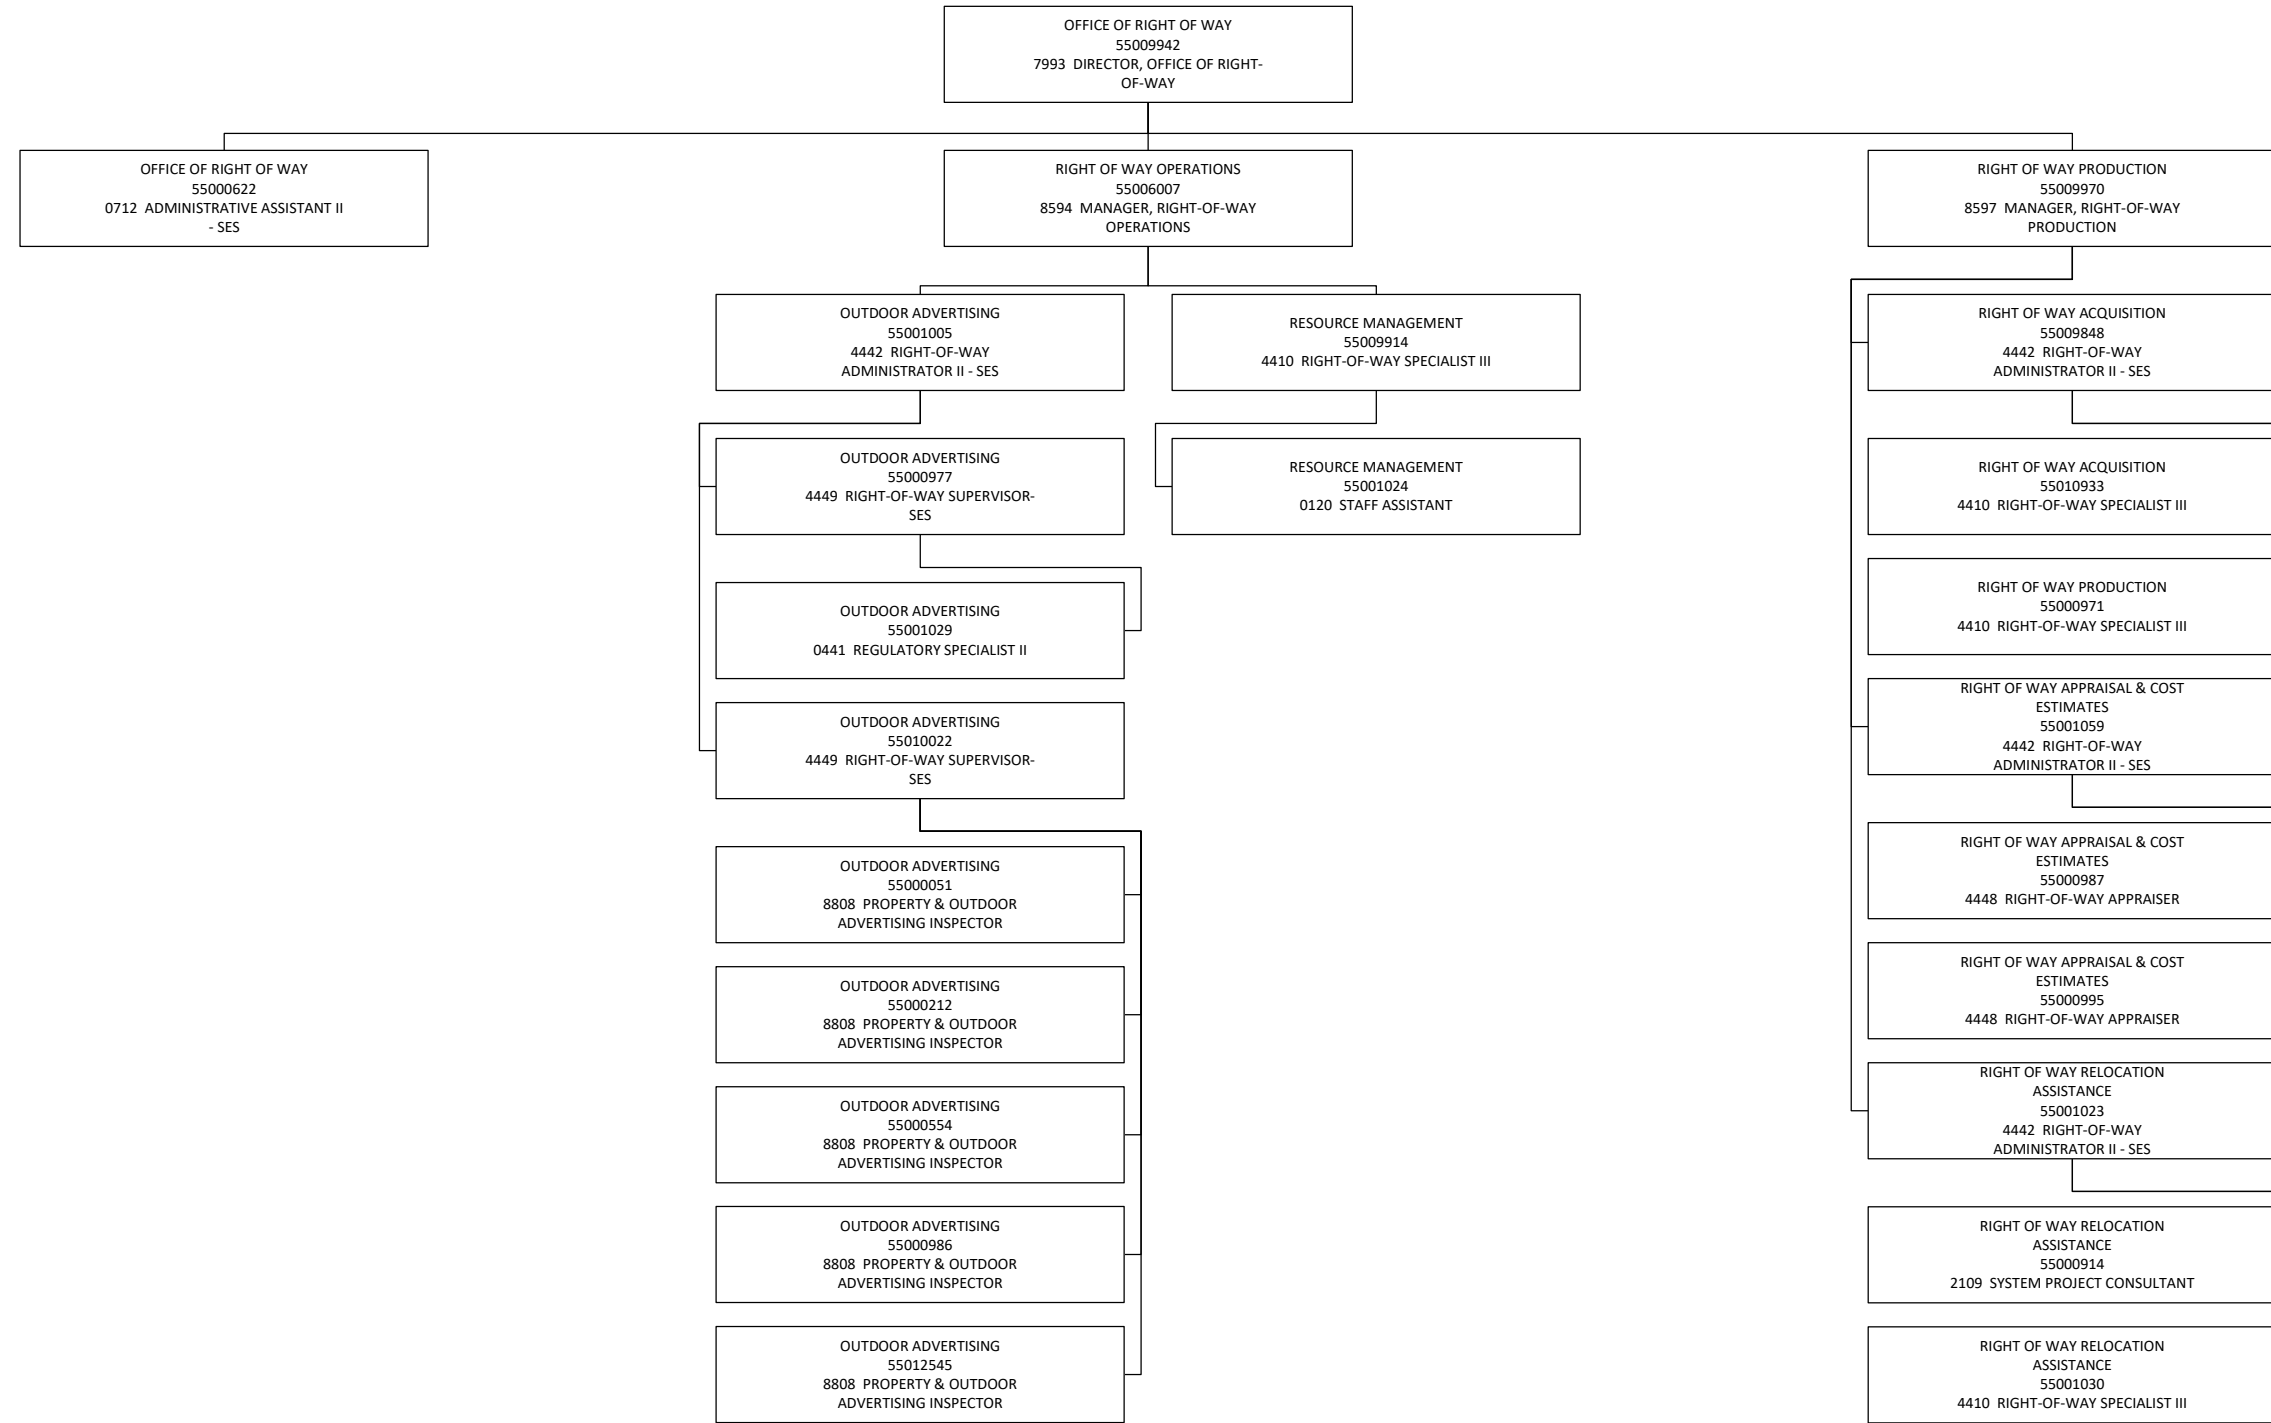 OFFICE OF RIGHT OF WAY
55009942
7993 DIRECTOR, OFFICE OF RIGHT-
OF-WAY
OFFICE OF RIGHT OF WAY
55000622
0712 ADMINISTRATIVE ASSISTANT II
- SES
RIGHT OF WAY OPERATIONS
55006007
8594 MANAGER, RIGHT-OF-WAY
OPERATIONS
RIGHT OF WAY PRODUCTION
55009970
8597 MANAGER, RIGHT-OF-WAY
PRODUCTION
OUTDOOR ADVERTISING
55001005
4442 RIGHT-OF-WAY
ADMINISTRATOR II - SES
RESOURCE MANAGEMENT
55009914
4410 RIGHT-OF-WAY SPECIALIST III
RIGHT OF WAY ACQUISITION
55009848
4442 RIGHT-OF-WAY
ADMINISTRATOR II - SES
OUTDOOR ADVERTISING
55000977
4449 RIGHT-OF-WAY SUPERVISOR-
SES
RESOURCE MANAGEMENT
55001024
0120 STAFF ASSISTANT
RIGHT OF WAY ACQUISITION
55010933
4410 RIGHT-OF-WAY SPECIALIST III
OUTDOOR ADVERTISING
55001029
0441 REGULATORY SPECIALIST II
RIGHT OF WAY PRODUCTION
55000971
4410 RIGHT-OF-WAY SPECIALIST III
OUTDOOR ADVERTISING
55010022
4449 RIGHT-OF-WAY SUPERVISOR-
SES
RIGHT OF WAY APPRAISAL & COST
ESTIMATES
55001059
4442 RIGHT-OF-WAY
ADMINISTRATOR II - SES
OUTDOOR ADVERTISING
55000051
8808 PROPERTY & OUTDOOR
ADVERTISING INSPECTOR
RIGHT OF WAY APPRAISAL & COST
ESTIMATES
55000987
4448 RIGHT-OF-WAY APPRAISER
OUTDOOR ADVERTISING
55000212
8808 PROPERTY & OUTDOOR
ADVERTISING INSPECTOR
RIGHT OF WAY APPRAISAL & COST
ESTIMATES
55000995
4448 RIGHT-OF-WAY APPRAISER
OUTDOOR ADVERTISING
55000554
8808 PROPERTY & OUTDOOR
ADVERTISING INSPECTOR
RIGHT OF WAY RELOCATION
ASSISTANCE
55001023
4442 RIGHT-OF-WAY
ADMINISTRATOR II - SES
OUTDOOR ADVERTISING
55000986
8808 PROPERTY & OUTDOOR
ADVERTISING INSPECTOR
RIGHT OF WAY RELOCATION
ASSISTANCE
55000914
2109 SYSTEM PROJECT CONSULTANT
OUTDOOR ADVERTISING
55012545
8808 PROPERTY & OUTDOOR
ADVERTISING INSPECTOR
RIGHT OF WAY RELOCATION
ASSISTANCE
55001030
4410 RIGHT-OF-WAY SPECIALIST III